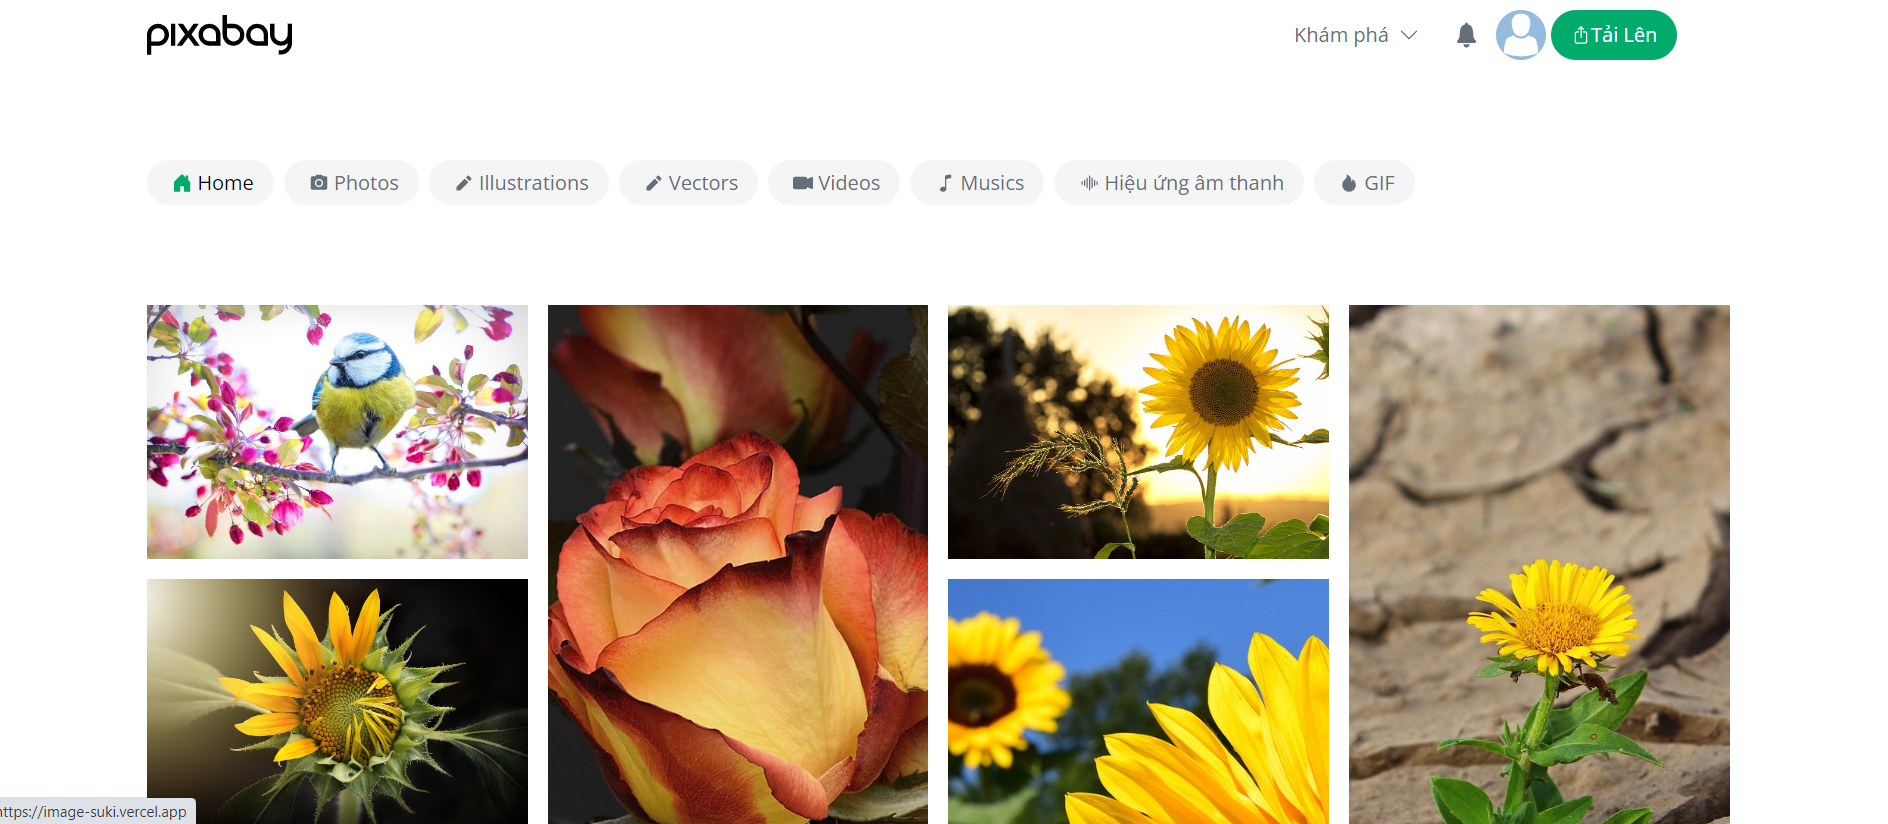 pixabay
Khám phá
Tải Lên
Home
Photos
Illustrations
Vectors
Videos
Musics
Hiệu ứng âm thanh
GIF
https://image-suki.vercel.app